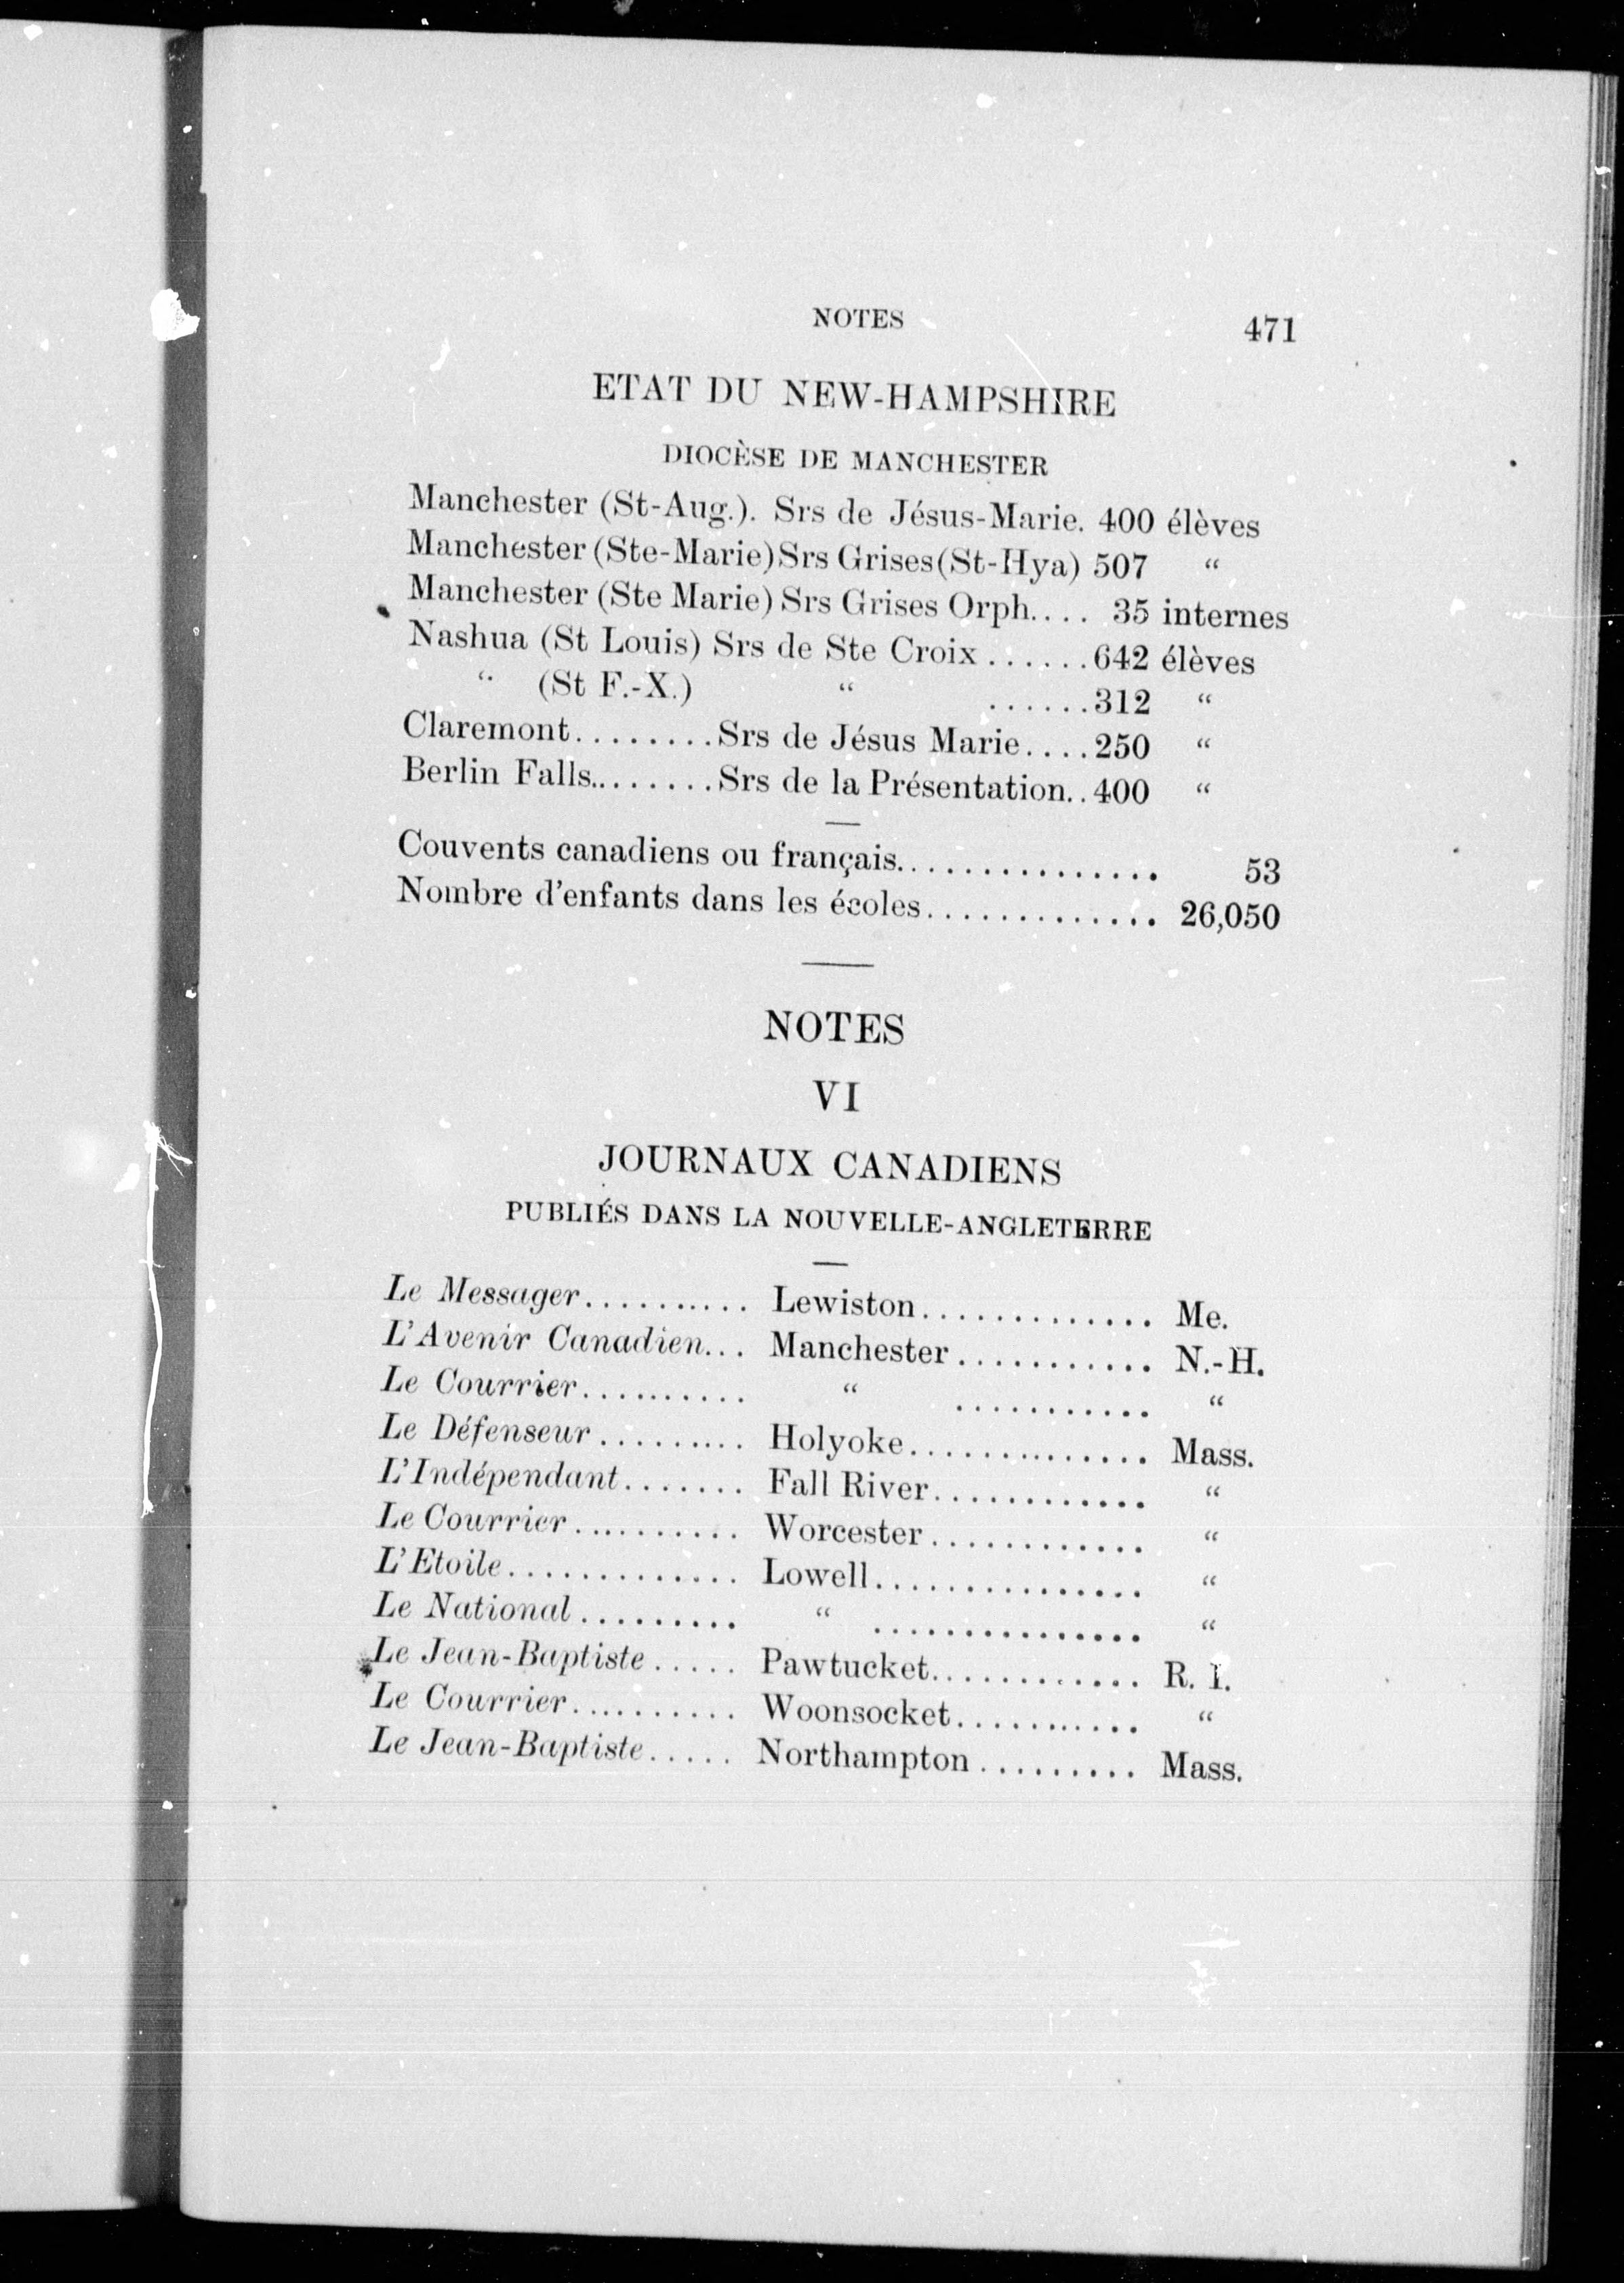 NOTES 471
ETAT DU NEW-HAMPSHIRE
DIOCÈSE DE MANCHESTER
Manchester (St-Aug.). Srs de Jésus-Marie. 400 élèves
Manchester (Ste-Marie) Srs Grises (St-Hya) 507 “
Manchester (Ste Marie) Srs Grises Orph.... 35 internes
Nashua (St Louis) Srs de Ste Croix ......642 élèves
“ (St F.-X.) “ ......312 “
Claremont........Srs de Jésus Marie....250 “
Berlin Falls........Srs de la Présentation..400 “
Couvents canadiens ou français................ 53
Nombre d'enfants dans les écoles............. 26,050
NOTES
VI
JOURNAUX CANADIENS
PUBLIÉS DANS LA NOUVELLE-ANGLETERRE
Le Messager.......... Lewiston............. Me.
L'Avenir Canadien... Manchester........... N.-H.
Le Courrier.......... “ ........... “
Le Défenseur......... Holyoke.............. Mass.
L'Indépendant....... Fall River............ “
Le Courrier.......... Worcester............ “
L'Etoile............. Lowell............... “
Le National......... “ ............... “
Le Jean-Baptiste..... Pawtucket............ R. I.
Le Courrier.......... Woonsocket.......... “
Le Jean-Baptiste..... Northampton......... Mass.